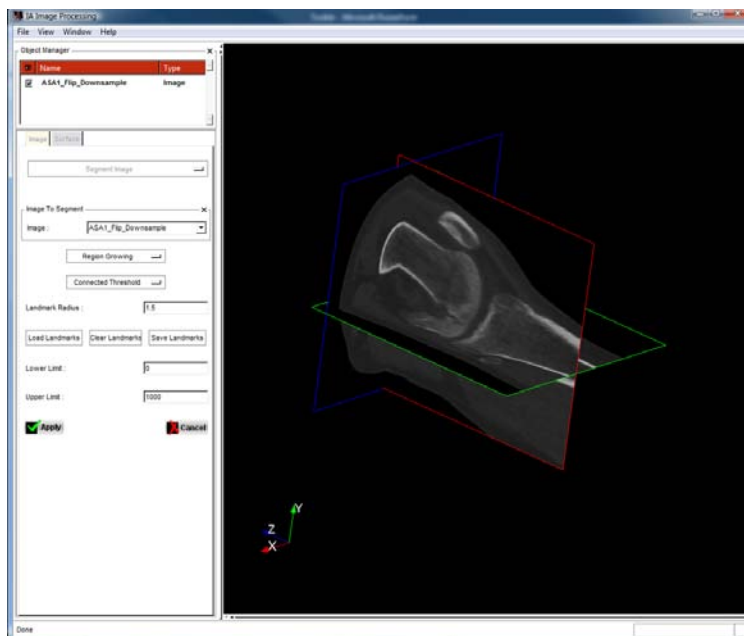 IA Image Processing
File View Window Help
Object Manager
Name Type
ASA1_Flip_Downsample Image
Image Surface
Segment Image
Image To Segment
Image : ASA1_Flip_Downsample
Region Growing
Connected Threshold
Landmark Radius : 1.5
Load Landmarks Clear Landmarks Save Landmarks
Lower Limit : 0
Upper Limit : 1000
Apply Cancel
Y
Z
X
Done